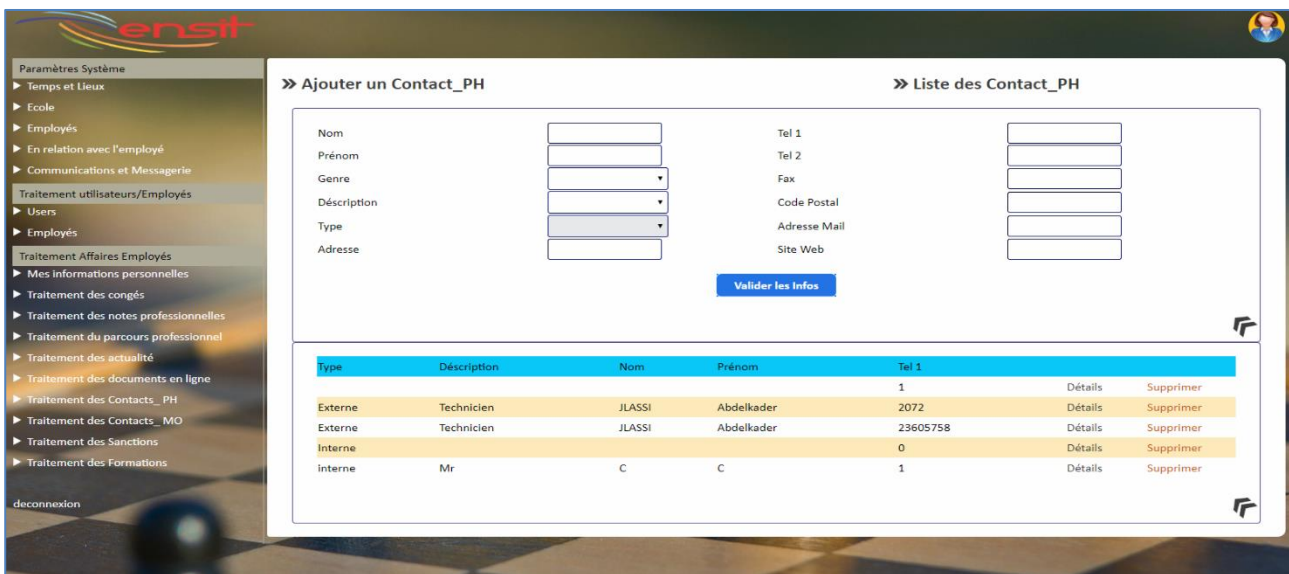 ensit
Paramètres Système
Temps et Lieux
Ecole
Employés
En relation avec l'employé
Communications et Messagerie
Traitement utilisateurs/Employés
Users
Employés
Traitement Affaires Employés
Mes informations personnelles
Traitement des congés
Traitement des notes professionnelles
Traitement du parcours professionnel
Traitement des actualité
Traitement des documents en ligne
Traitement des Contacts_ PH
Traitement des Contacts_ MO
Traitement des Sanctions
Traitement des Formations
deconnexion
Ajouter un Contact_PH
Liste des Contact_PH
Nom Tel 1
Prénom Tel 2
Genre Fax
Déscription Code Postal
Type Adresse Mail
Adresse Site Web
Valider les Infos
Type Déscription Nom Prénom Tel 1
1 Détails Supprimer
Externe Technicien JLASSI Abdelkader 2072 Détails Supprimer
Externe Technicien JLASSI Abdelkader 23605758 Détails Supprimer
Interne 0 Détails Supprimer
interne Mr C C 1 Détails Supprimer